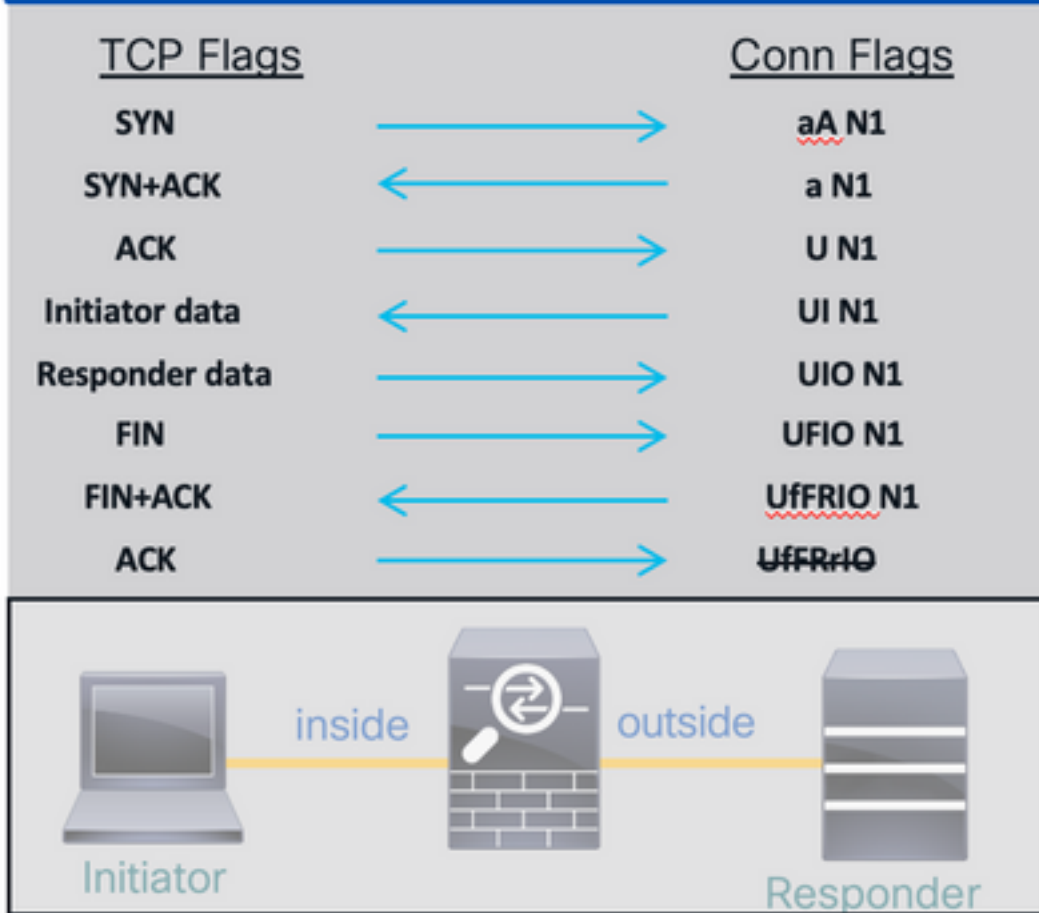 TCP Flags Conn Flags
SYN aA N1
SYN+ACK a N1
ACK U N1
Initiator data UI N1
Responder data UIO N1
FIN UFIO N1
FIN+ACK UfFRIO N1
ACK UfFRrIO
inside outside
Initiator
Responder